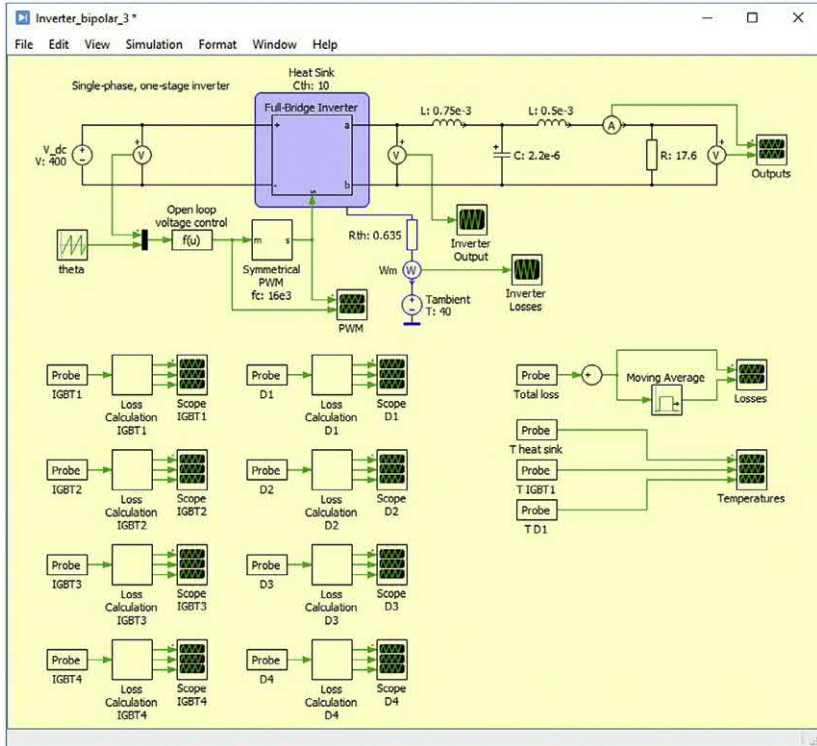 Inverter_bipolar_3 *
File Edit View Simulation Format Window Help
Single-phase, one-stage inverter
Heat Sink
Cth: 10
Full-Bridge Inverter
+
-
a
b
s
V_dc
V: 400
V
V
L: 0.75e-3
L: 0.5e-3
A
C: 2.2e-6
R: 17.6
V
Outputs
theta
Open loop
voltage control
f(u)
m s
Symmetrical
PWM
fc: 16e3
PWM
Rth: 0.635
Wm
W
Tambient
T: 40
Inverter
Output
Inverter
Losses
Probe
IGBT1
Loss
Calculation
IGBT1
Scope
IGBT1
Probe
D1
Loss
Calculation
D1
Scope
D1
Probe
Total loss
+
Moving Average
Losses
Probe
T heat sink
Probe
T IGBT1
Probe
T D1
Temperatures
Probe
IGBT2
Loss
Calculation
IGBT2
Scope
IGBT2
Probe
D2
Loss
Calculation
D2
Scope
D2
Probe
IGBT3
Loss
Calculation
IGBT3
Scope
IGBT3
Probe
D3
Loss
Calculation
D3
Scope
D3
Probe
IGBT4
Loss
Calculation
IGBT4
Scope
IGBT4
Probe
D4
Loss
Calculation
D4
Scope
D4